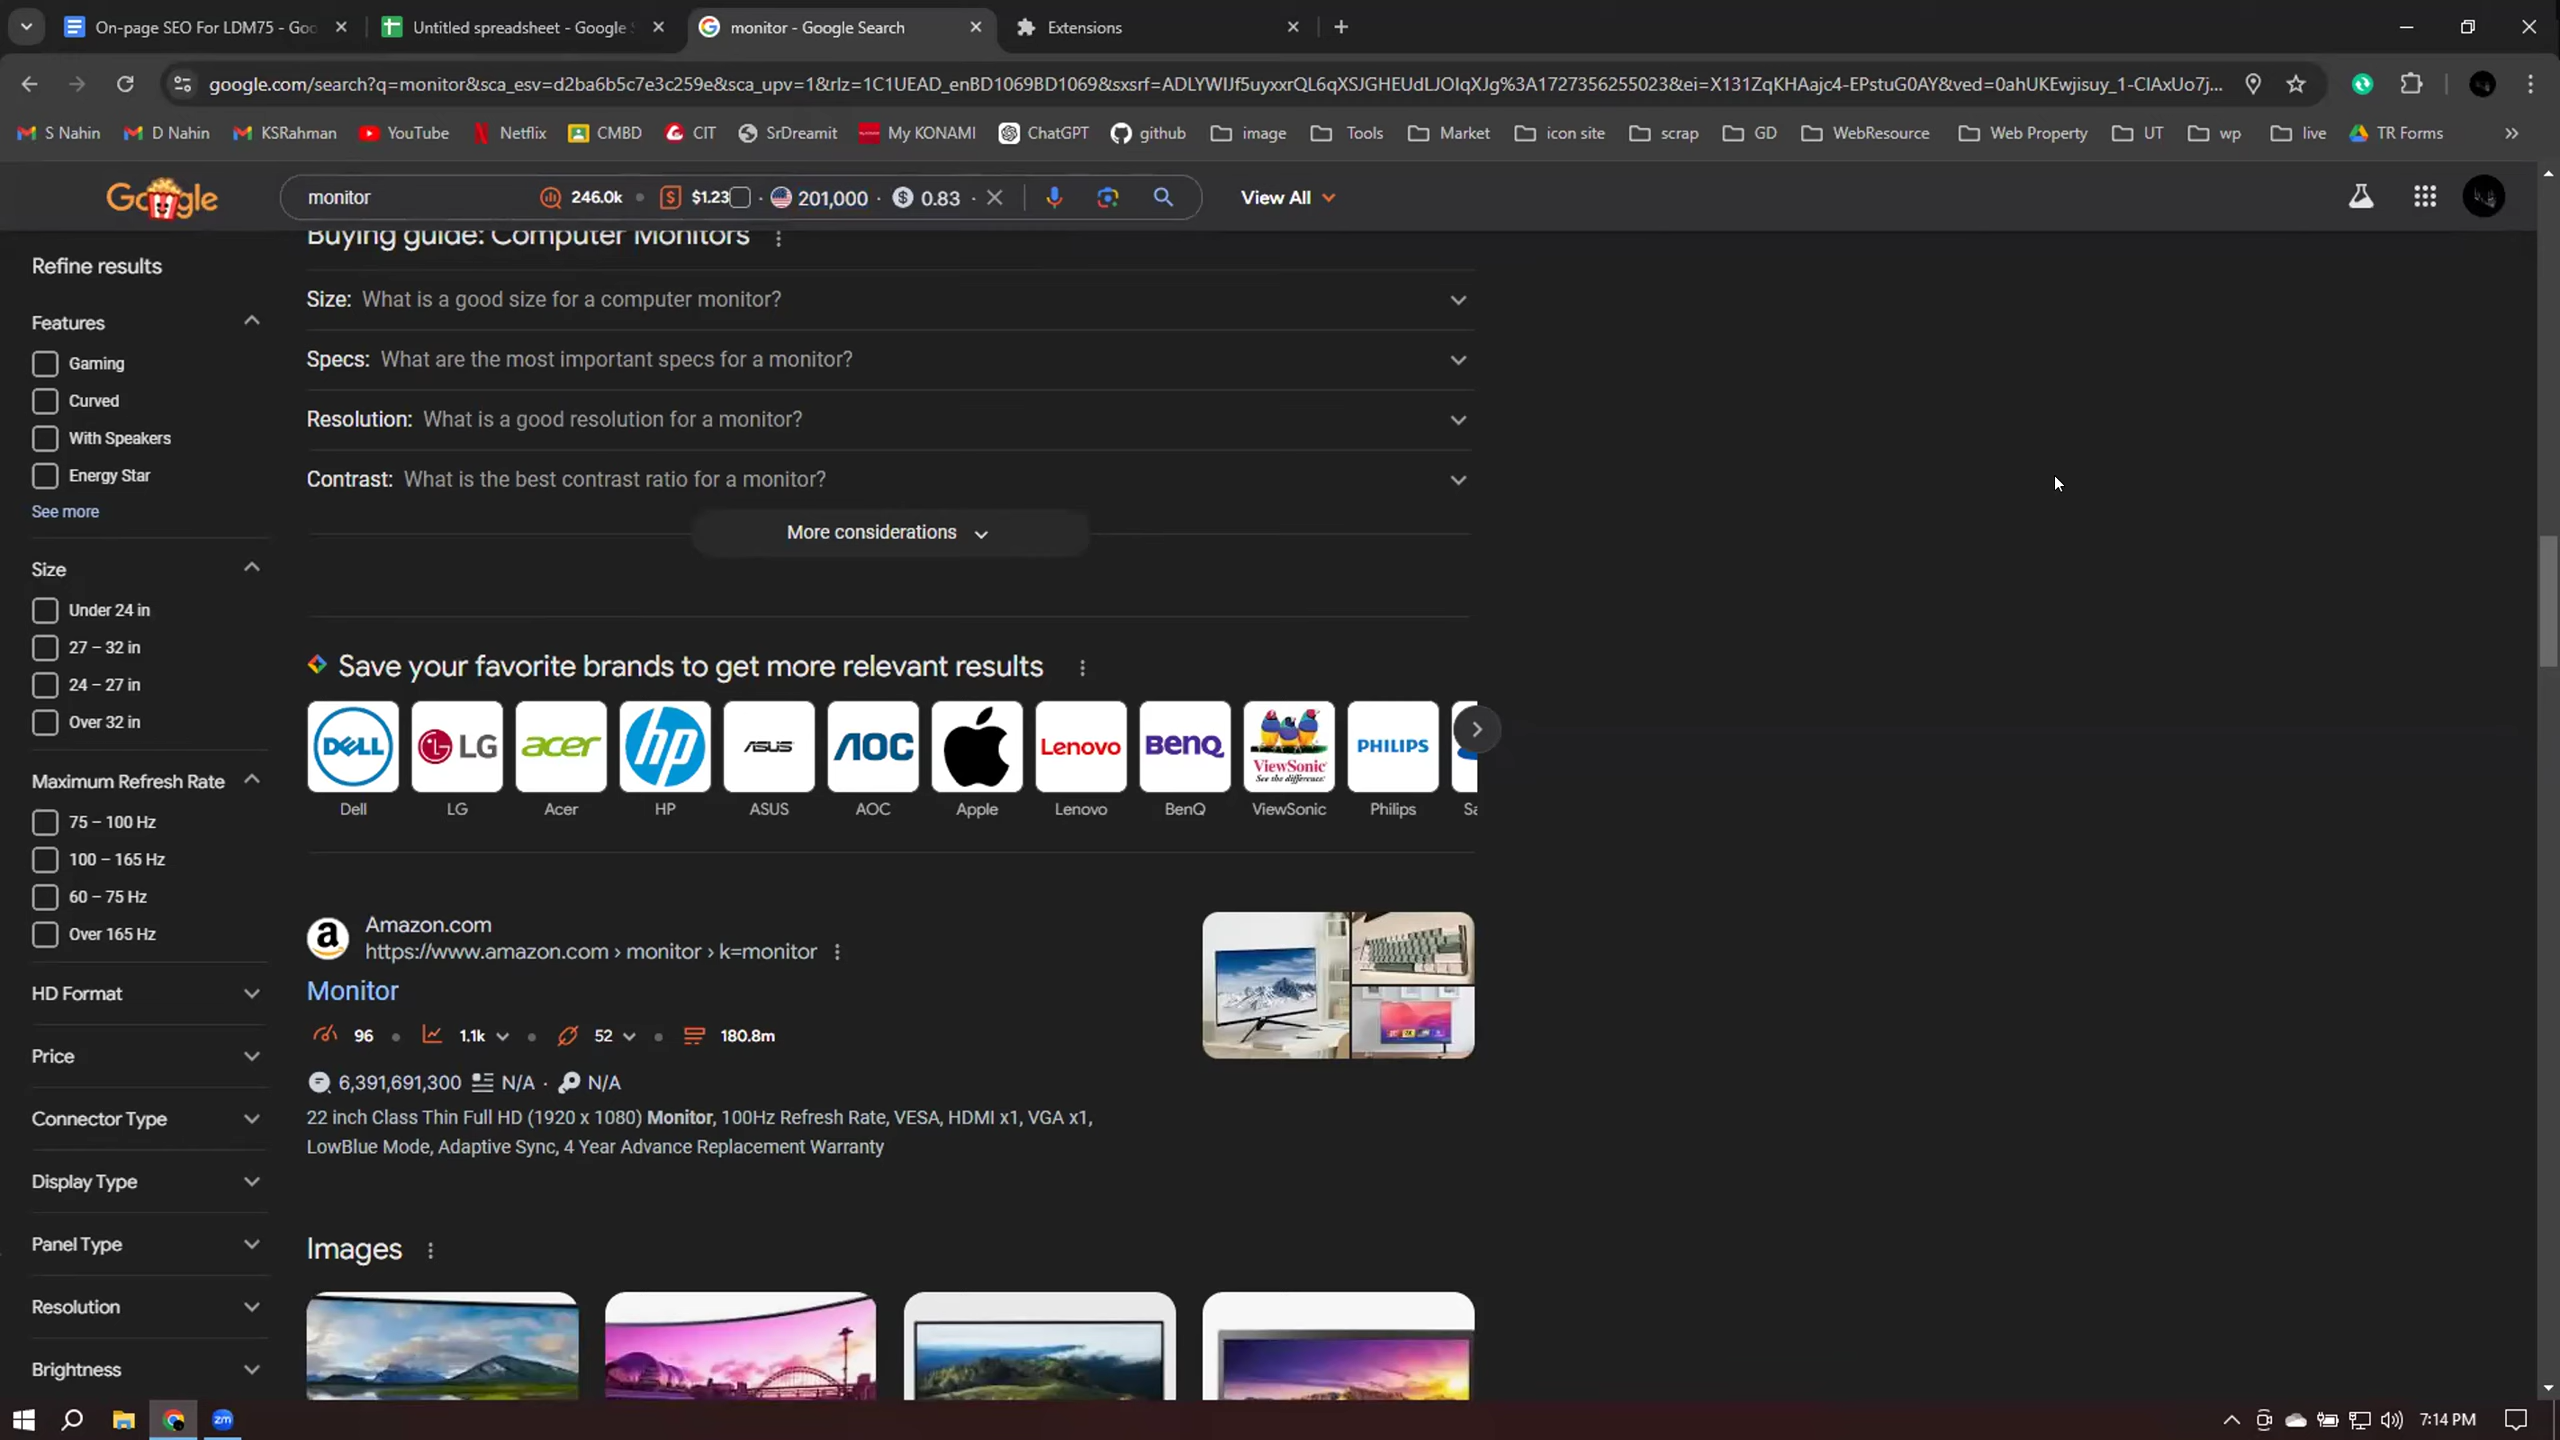 On-page SEO For LDM75 - Goo
Untitled spreadsheet - Google S
monitor - Google Search
Extensions
google.com/search?q=monitor&sca_esv=d2ba6b5c7e3c259e&sca_upv=1&rlz=1C1UEAD_enBD1069BD1069&sxsrf=ADLYWIJf5uyxxrQL6qXSJGHEUdLJOIqXJg%3A1727356255023&ei=X131ZqKHAajc4-EPstuG0AY&ved=0ahUKEwjisuy_1-CIAxUo7j...
S Nahin
D Nahin
KSRahman
YouTube
Netflix
CMBD
CIT
SrDreamit
My KONAMI
ChatGPT
github
image
Tools
Market
icon site
scrap
GD
WebResource
Web Property
UT
wp
live
TR Forms
»
Google
monitor
246.0k
$1.23
201,000
0.83
View All
Refine results
Features
Gaming
Curved
With Speakers
Energy Star
See more
Size
Under 24 in
27 – 32 in
24 – 27 in
Over 32 in
Maximum Refresh Rate
75 – 100 Hz
100 – 165 Hz
60 – 75 Hz
Over 165 Hz
HD Format
Price
Connector Type
Display Type
Panel Type
Resolution
Brightness
Buying guide: Computer Monitors
Size: What is a good size for a computer monitor?
Specs: What are the most important specs for a monitor?
Resolution: What is a good resolution for a monitor?
Contrast: What is the best contrast ratio for a monitor?
More considerations
Save your favorite brands to get more relevant results
DELL
LG
acer
hp
ASUS
AOC
Lenovo
BenQ
ViewSonic
See the difference!
PHILIPS
Dell
LG
Acer
HP
ASUS
AOC
Apple
Lenovo
BenQ
ViewSonic
Philips
Sa
Amazon.com
https://www.amazon.com › monitor › k=monitor
Monitor
96
1.1k
52
180.8m
6,391,691,300 N/A · N/A
22 inch Class Thin Full HD (1920 x 1080) Monitor, 100Hz Refresh Rate, VESA, HDMI x1, VGA x1,
LowBlue Mode, Adaptive Sync, 4 Year Advance Replacement Warranty
Images
zm
7:14 PM